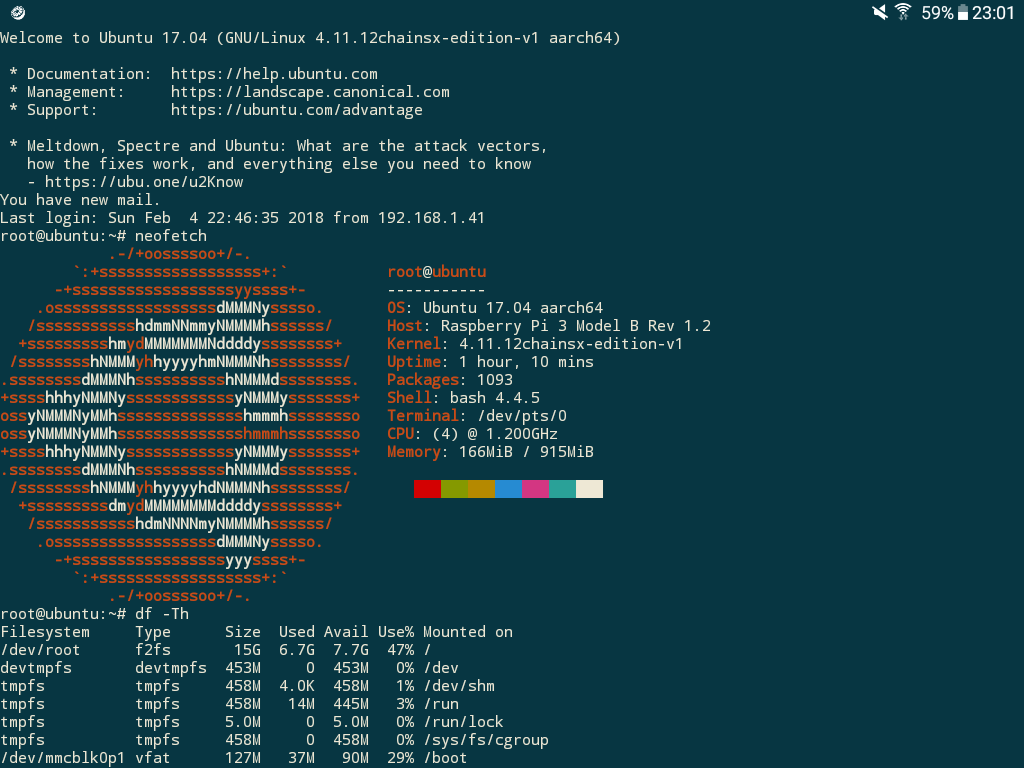 59% 23:01
Welcome to Ubuntu 17.04 (GNU/Linux 4.11.12chainsx-edition-v1 aarch64)
* Documentation:  https://help.ubuntu.com
* Management:     https://landscape.canonical.com
* Support:        https://ubuntu.com/advantage
* Meltdown, Spectre and Ubuntu: What are the attack vectors,
how the fixes work, and everything else you need to know
- https://ubu.one/u2Know
You have new mail.
Last login: Sun Feb  4 22:46:35 2018 from 192.168.1.41
root@ubuntu:~# neofetch
.-/+oossssoo+/-.
`:+ssssssssssssssssss+:`           root@ubuntu
-+ssssssssssssssssssyyssss+-         -----------
.ossssssssssssssssssdMMMNysssso.       OS: Ubuntu 17.04 aarch64
/ssssssssssshdmmNNmmyNMMMMhssssss/      Host: Raspberry Pi 3 Model B Rev 1.2
+ssssssssshmydMMMMMMMNddddyssssssss+     Kernel: 4.11.12chainsx-edition-v1
/sssssssshNMMMyhhyyyyhmNMMMNhssssssss/    Uptime: 1 hour, 10 mins
.ssssssssdMMMNhsssssssssshNMMMdssssssss.   Packages: 1093
+sssshhhyNMMNyssssssssssssyNMMMysssssss+   Shell: bash 4.4.5
ossyNMMMNyMMhsssssssssssssshmmmhssssssso   Terminal: /dev/pts/0
ossyNMMMNyMMhsssssssssssssshmmmhssssssso   CPU: (4) @ 1.200GHz
+sssshhhyNMMNyssssssssssssyNMMMysssssss+   Memory: 166MiB / 915MiB
.ssssssssdMMMNhsssssssssshNMMMdssssssss.
/sssssssshNMMMyhhyyyyhdNMMMNhssssssss/
+sssssssssdmydMMMMMMMMddddyssssssss+
/ssssssssssshdmNNNNmyNMMMMhssssss/
.ossssssssssssssssssdMMMNysssso.
-+sssssssssssssssssyyyssss+-
`:+ssssssssssssssssss+:`
.-/+oossssoo+/-.
root@ubuntu:~# df -Th
Filesystem     Type      Size  Used Avail Use% Mounted on
/dev/root      f2fs       15G  6.7G  7.7G  47% /
devtmpfs       devtmpfs  453M     0  453M   0% /dev
tmpfs          tmpfs     458M  4.0K  458M   1% /dev/shm
tmpfs          tmpfs     458M   14M  445M   3% /run
tmpfs          tmpfs     5.0M     0  5.0M   0% /run/lock
tmpfs          tmpfs     458M     0  458M   0% /sys/fs/cgroup
/dev/mmcblk0p1 vfat      127M   37M   90M  29% /boot